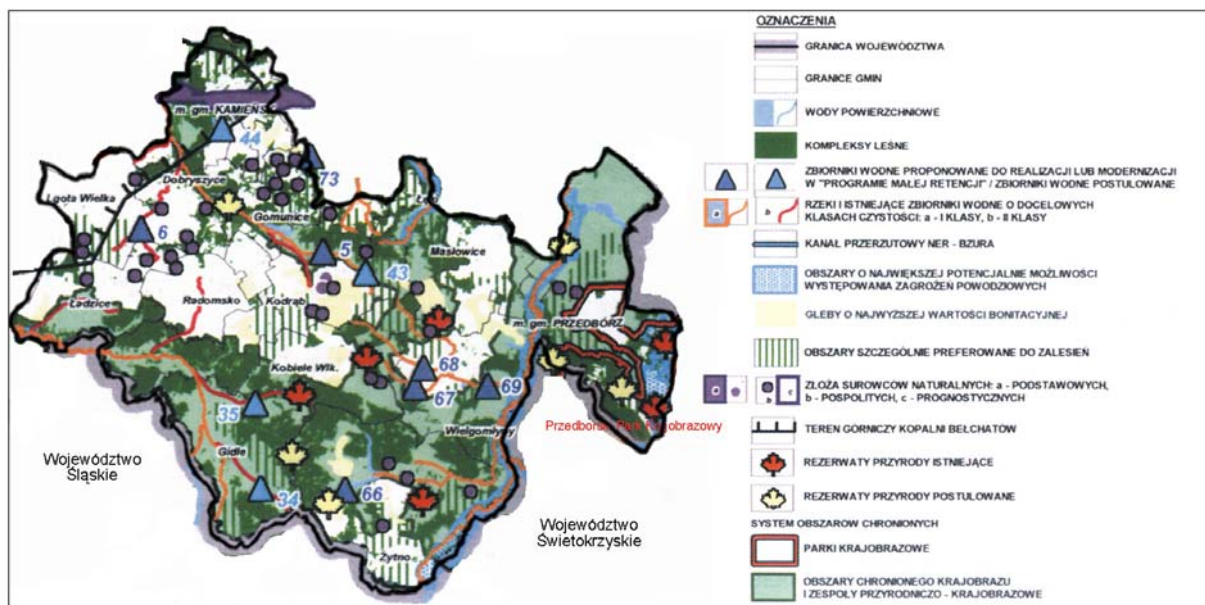 m. gm. KAMIEŃSK
44
Dobryszyce
73
Lgota Wielka
Gomunice
6
5
Masłowice
43
Ładzice
Radomsko
Kodrąb
m. gm. PRZEDBÓRZ
Kobiele Wlk.
68
67
69
35
Wielgomłyny
Gidle
34
66
Żytno
Przedborski Park Krajobrazowy
Województwo
Śląskie
Województwo
Świetokrzyskie
OZNACZENIA
GRANICA WOJEWÓDZTWA
GRANICE GMIN
WODY POWIERZCHNIOWE
KOMPLEKSY LEŚNE
ZBIORNIKI WODNE PROPONOWANE DO REALIZACJI LUB MODERNIZACJI
W "PROGRAMIE MAŁEJ RETENCJI" / ZBIORNIKI WODNE POSTULOWANE
a
b
RZEKI I ISTNIEJĄCE ZBIORNIKI WODNE O DOCELOWYCH
KLASACH CZYSTOŚCI: a - I KLASY, b - II KLASY
KANAŁ PRZERZUTOWY NER - BZURA
OBSZARY O NAJWIĘKSZEJ POTENCJALNIE MOŻLIWOŚCI
WYSTĘPOWANIA ZAGROŻEŃ POWODZIOWYCH
GLEBY O NAJWYŻSZEJ WARTOŚCI BONITACYJNEJ
OBSZARY SZCZEGÓLNIE PREFEROWANE DO ZALESIEŃ
a
b
c
ZŁOŻA SUROWCÓW NATURALNYCH: a - PODSTAWOWYCH,
b - POSPOLITYCH, c - PROGNOSTYCZNYCH
TEREN GÓRNICZY KOPALNI BEŁCHATÓW
REZERWATY PRZYRODY ISTNIEJĄCE
REZERWATY PRZYRODY POSTULOWANE
SYSTEM OBSZARÓW CHRONIONYCH
PARKI KRAJOBRAZOWE
OBSZARY CHRONIONEGO KRAJOBRAZU
I ZESPOŁY PRZYRODNICZO - KRAJOBRAZOWE